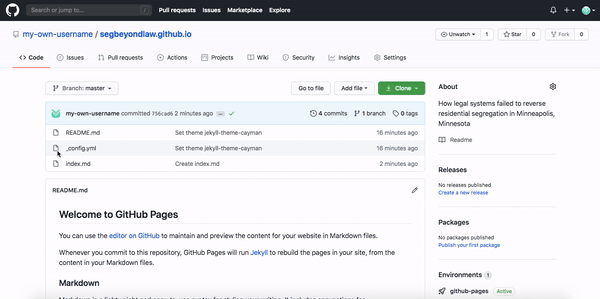 Search or jump to... /
Pull requests Issues Marketplace Explore
my-own-username / segbeyondlaw.github.io
Unwatch 1 Star 0 Fork 0
Code Issues Pull requests Actions Projects Wiki Security Insights Settings
Branch: master Go to file Add file Clone
my-own-username committed 756cad5 2 minutes ago ... 4 commits 1 branch 0 tags
README.md Set theme jekyll-theme-cayman 16 minutes ago
_config.yml Set theme jekyll-theme-cayman 16 minutes ago
index.md Create index.md 2 minutes ago
README.md
Welcome to GitHub Pages
You can use the editor on GitHub to maintain and preview the content for your website in Markdown files.
Whenever you commit to this repository, GitHub Pages will run Jekyll to rebuild the pages in your site, from the
content in your Markdown files.
Markdown
About
How legal systems failed to reverse
residential segregation in Minneapolis,
Minnesota
Readme
Releases
No releases published
Create a new release
Packages
No packages published
Publish your first package
Environments 1
github-pages Active